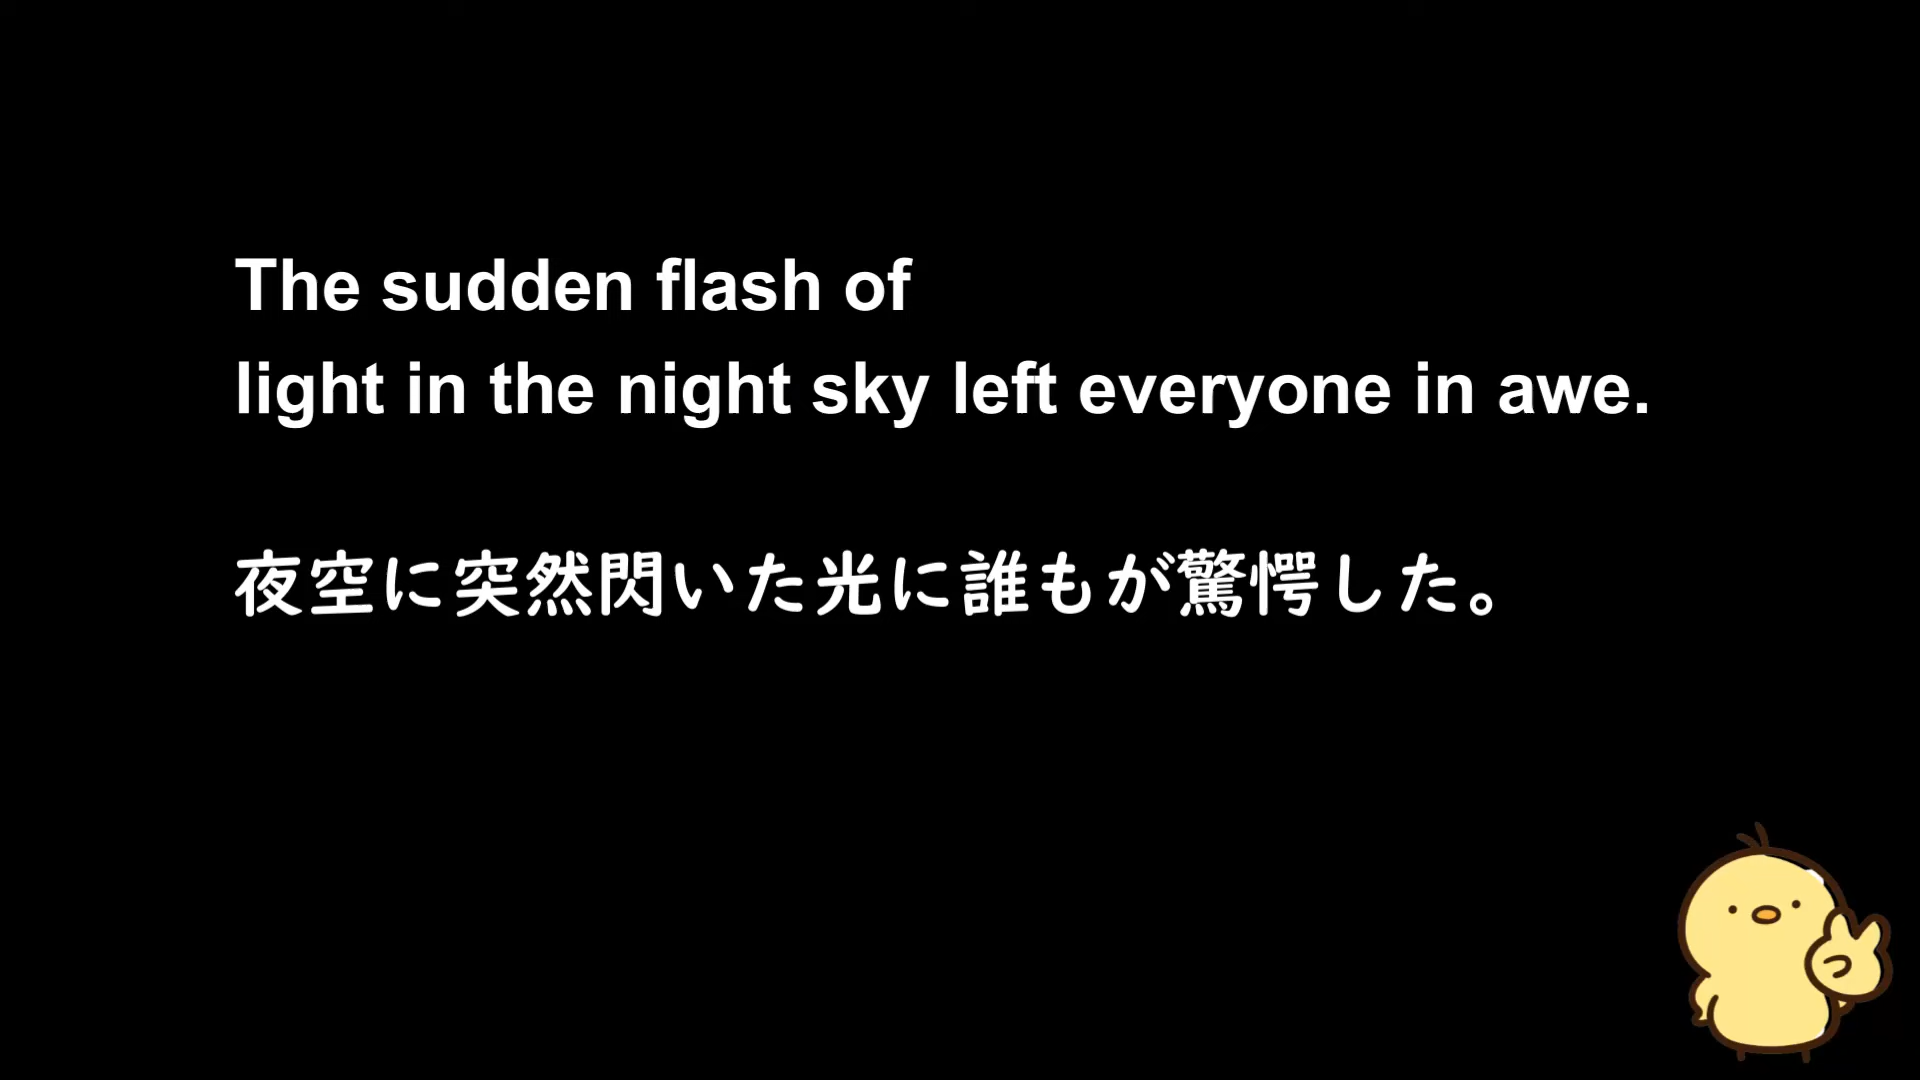 The sudden flash of
light in the night sky left everyone in awe.
夜空に突然閃いた光に誰もが驚愕した。